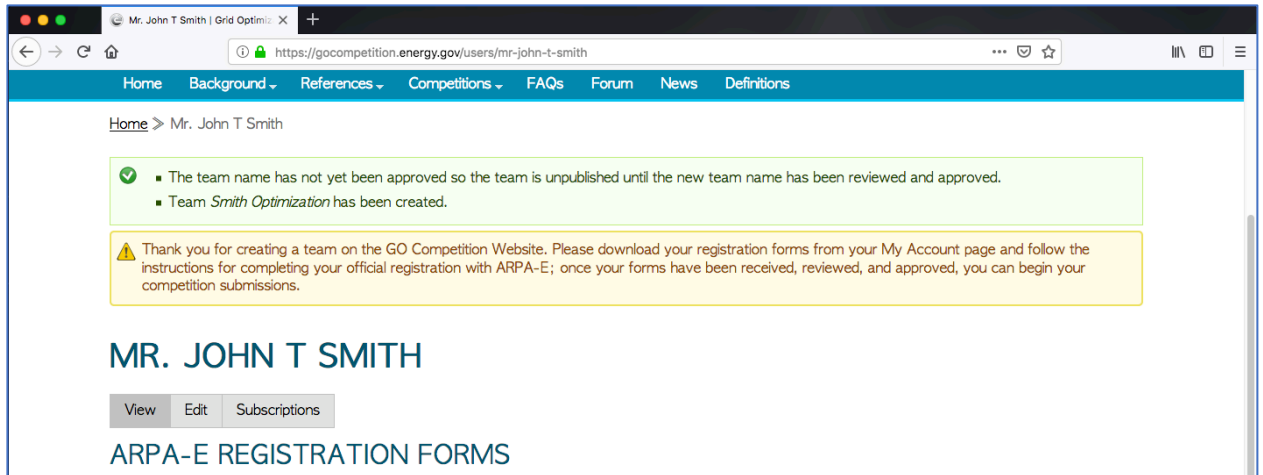 Mr. John T Smith | Grid Optimiz
https://gocompetition.energy.gov/users/mr-john-t-smith
Home Background References Competitions FAQs Forum News Definitions
Home ≫ Mr. John T Smith
The team name has not yet been approved so the team is unpublished until the new team name has been reviewed and approved.
Team Smith Optimization has been created.
Thank you for creating a team on the GO Competition Website. Please download your registration forms from your My Account page and follow the
instructions for completing your official registration with ARPA-E; once your forms have been received, reviewed, and approved, you can begin your
competition submissions.
MR. JOHN T SMITH
View Edit Subscriptions
ARPA-E REGISTRATION FORMS